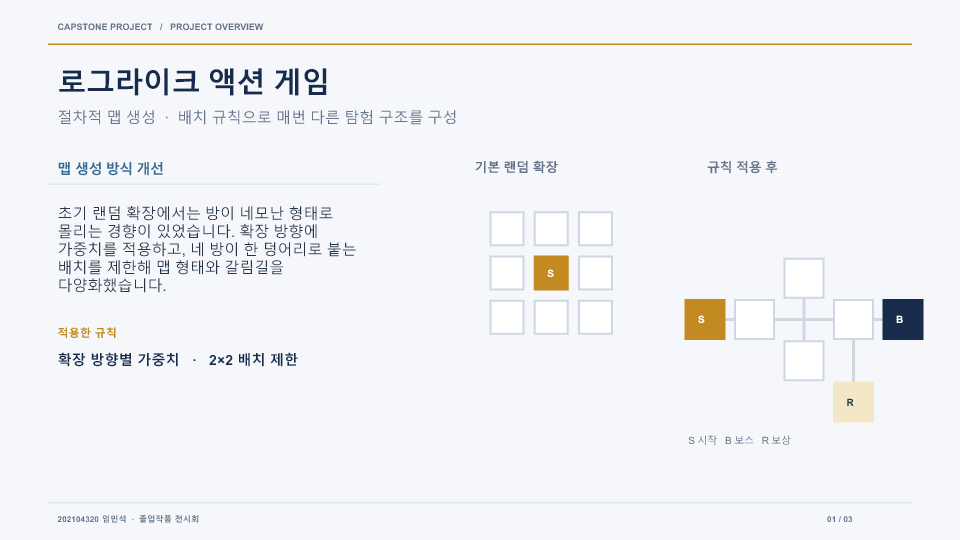 CAPSTONE PROJECT / PROJECT OVERVIEW
로그라이크 액션 게임
절차적 맵 생성 · 배치 규칙으로 매번 다른 탐험 구조를 구성
맵 생성 방식 개선
초기 랜덤 확장에서는 방이 네모난 형태로
몰리는 경향이 있었습니다. 확장 방향에
가중치를 적용하고, 네 방이 한 덩어리로 붙는
배치를 제한해 맵 형태와 갈림길을
다양화했습니다.
적용한 규칙
확장 방향별 가중치 · 2×2 배치 제한
기본 랜덤 확장
S
규칙 적용 후
S
B
R
S 시작 B 보스 R 보상
202104320 임민석 · 졸업작품 전시회
01 / 03